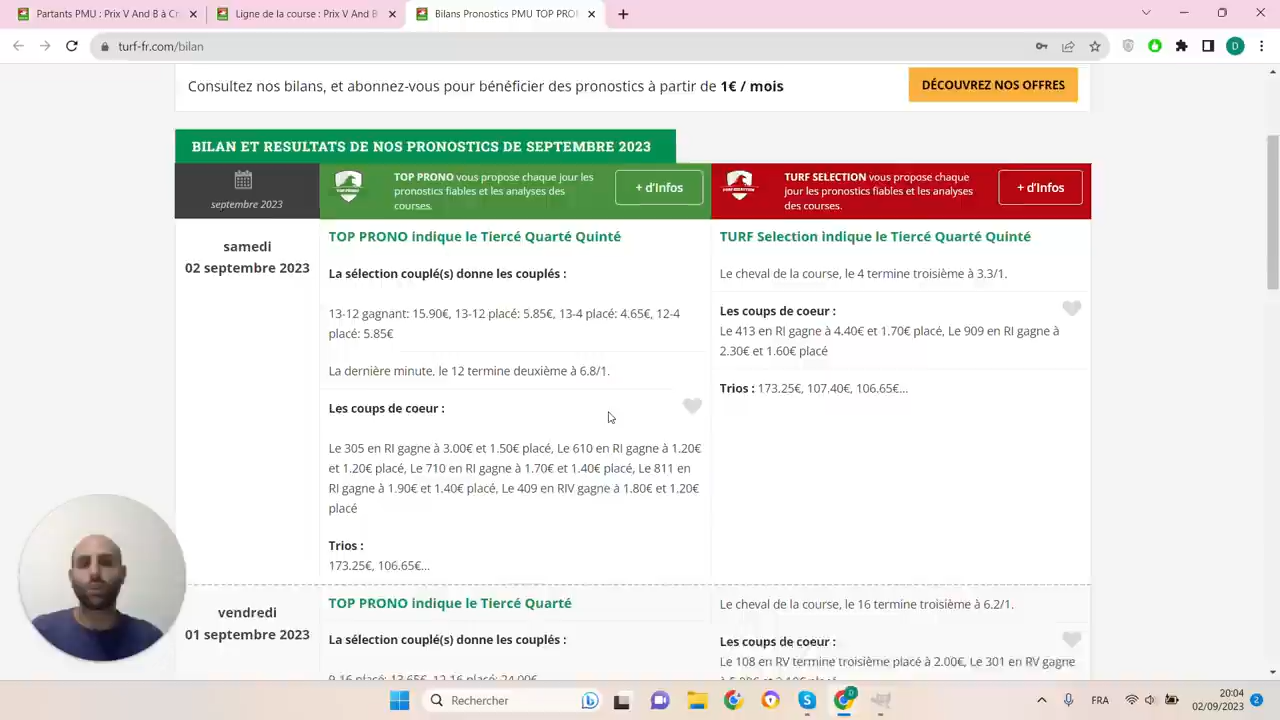 Partants PMU : Prix V And B à Cr
Ligne de la course : Prix V And B
Bilans Pronostics PMU TOP PRO
turf-fr.com/bilan
D
Consultez nos bilans, et abonnez-vous pour bénéficier des pronostics à partir de 1€ / mois
DÉCOUVREZ NOS OFFRES
BILAN ET RESULTATS DE NOS PRONOSTICS DE SEPTEMBRE 2023
septembre 2023
TOP PRONO vous propose chaque jour les
pronostics fiables et les analyses des
courses.
+ d'Infos
TURF SELECTION vous propose chaque
jour les pronostics fiables et les analyses
des courses.
+ d'Infos
samedi
02 septembre 2023
TOP PRONO indique le Tiercé Quarté Quinté
La sélection couplé(s) donne les couplés :
13-12 gagnant: 15.90€, 13-12 placé: 5.85€, 13-4 placé: 4.65€, 12-4
placé: 5.85€
La dernière minute, le 12 termine deuxième à 6.8/1.
Les coups de coeur :
Le 305 en RI gagne à 3.00€ et 1.50€ placé, Le 610 en RI gagne à 1.20€
et 1.20€ placé, Le 710 en RI gagne à 1.70€ et 1.40€ placé, Le 811 en
RI gagne à 1.90€ et 1.40€ placé, Le 409 en RIV gagne à 1.80€ et 1.20€
placé
Trios :
173.25€, 106.65€...
TURF Selection indique le Tiercé Quarté Quinté
Le cheval de la course, le 4 termine troisième à 3.3/1.
Les coups de coeur :
Le 413 en RI gagne à 4.40€ et 1.70€ placé, Le 909 en RI gagne à
2.30€ et 1.60€ placé
Trios : 173.25€, 107.40€, 106.65€...
vendredi
01 septembre 2023
TOP PRONO indique le Tiercé Quarté
La sélection couplé(s) donne les couplés :
9-16 placé: 13.65€, 12-16 placé: 24.00€
Le cheval de la course, le 16 termine troisième à 6.2/1.
Les coups de coeur :
Le 108 en RV termine troisième placé à 2.00€, Le 301 en RV gagne
Rechercher
FRA
20:04
02/09/2023
2